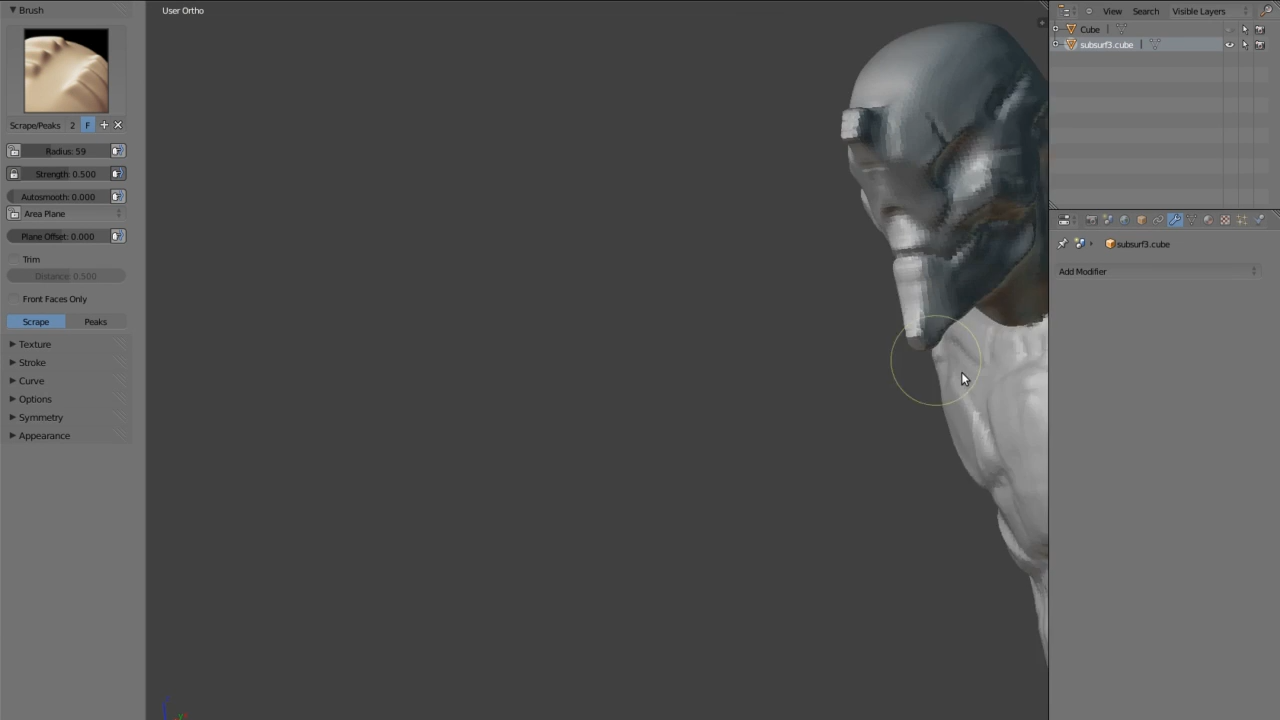 Brush
User Ortho
View Search Visible Layers
Cube
subsurf3.cube
Scrape/Peaks 2 F
Radius: 59
Strength: 0.500
Autosmooth: 0.000
Area Plane
Plane Offset: 0.000
subsurf3.cube
Trim
Add Modifier
Distance: 0.500
Front Faces Only
Scrape Peaks
Texture
Stroke
Curve
Options
Symmetry
Appearance